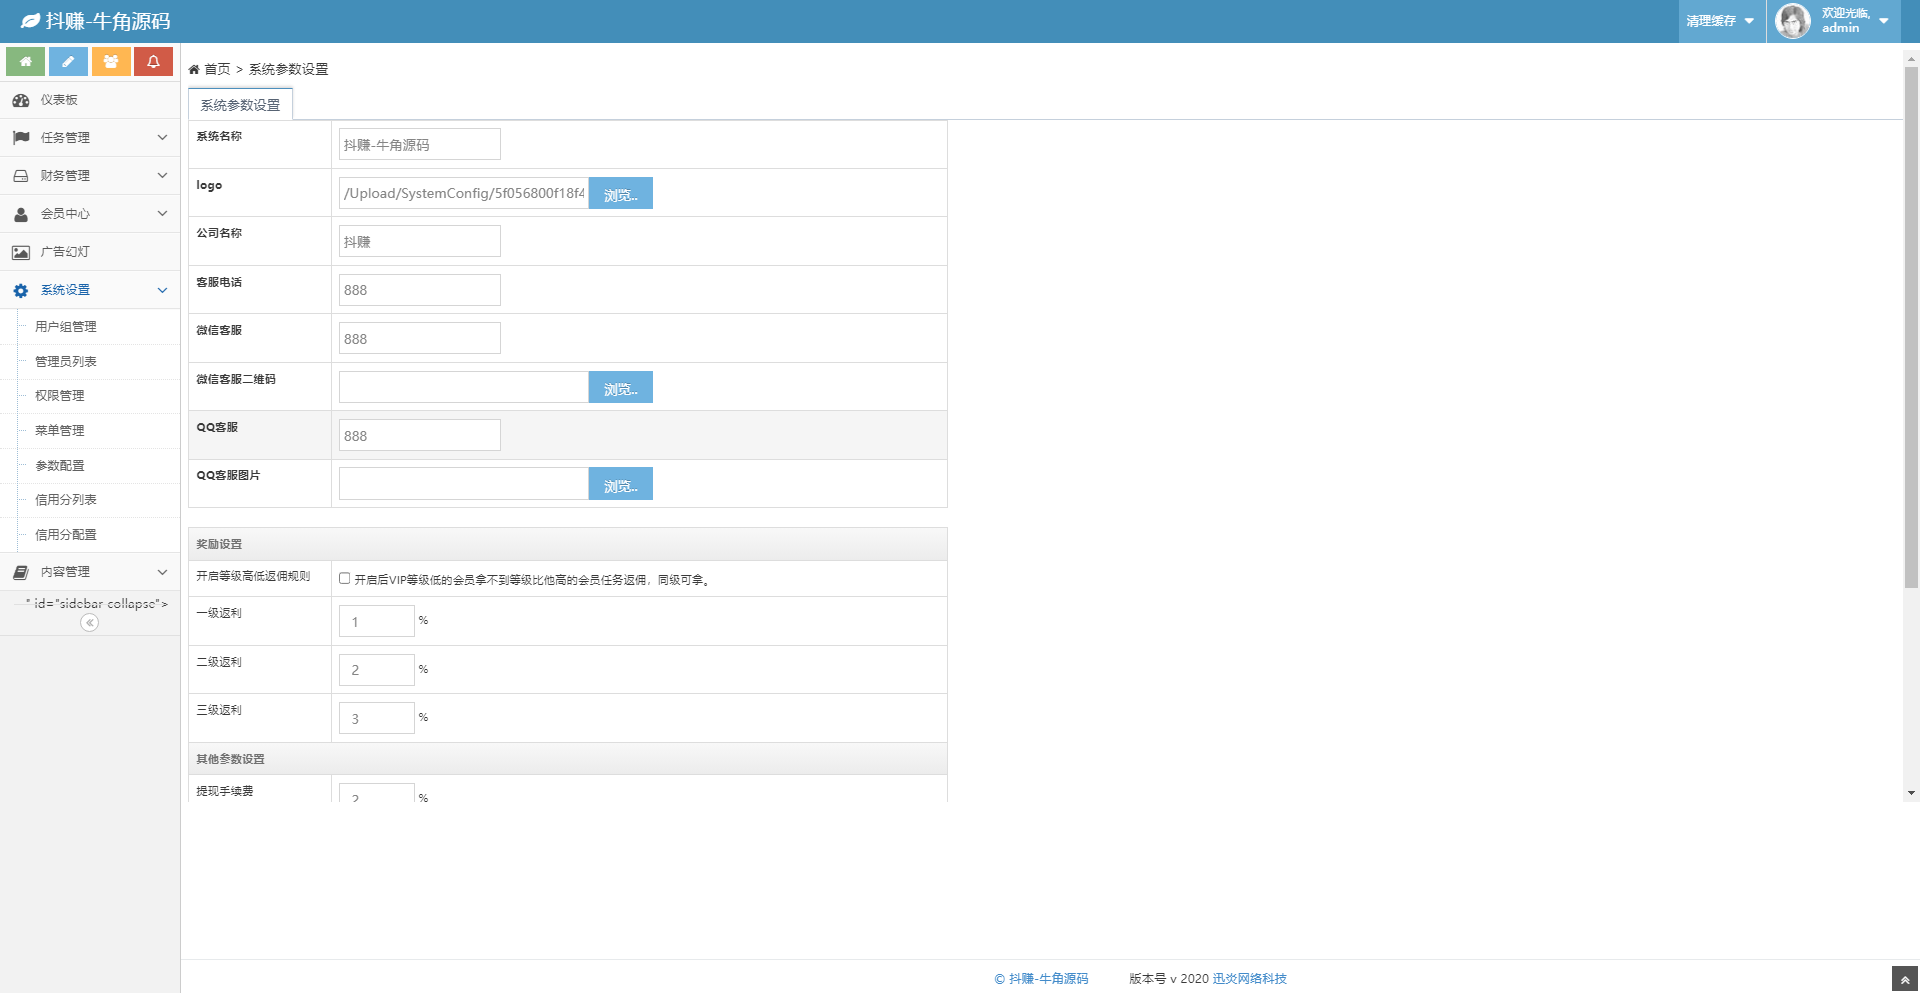 抖赚-牛角源码
清理缓存
欢迎光临,
admin
仪表板
任务管理
财务管理
会员中心
广告幻灯
系统设置
用户组管理
管理员列表
权限管理
菜单管理
参数配置
信用分列表
信用分配置
内容管理
" id="sidebar-collapse">
首页 > 系统参数设置
系统参数设置
系统名称 抖赚-牛角源码
logo /Upload/SystemConfig/5f056800f18f4 浏览..
公司名称 抖赚
客服电话 888
微信客服 888
微信客服二维码 浏览..
QQ客服 888
QQ客服图片 浏览..
奖励设置
开启等级高低返佣规则 开启后VIP等级低的会员拿不到等级比他高的会员任务返佣，同级可拿。
一级返利 1 %
二级返利 2 %
三级返利 3 %
其他参数设置
提现手续费 2 %
© 抖赚-牛角源码 版本号 v 2020 迅炎网络科技